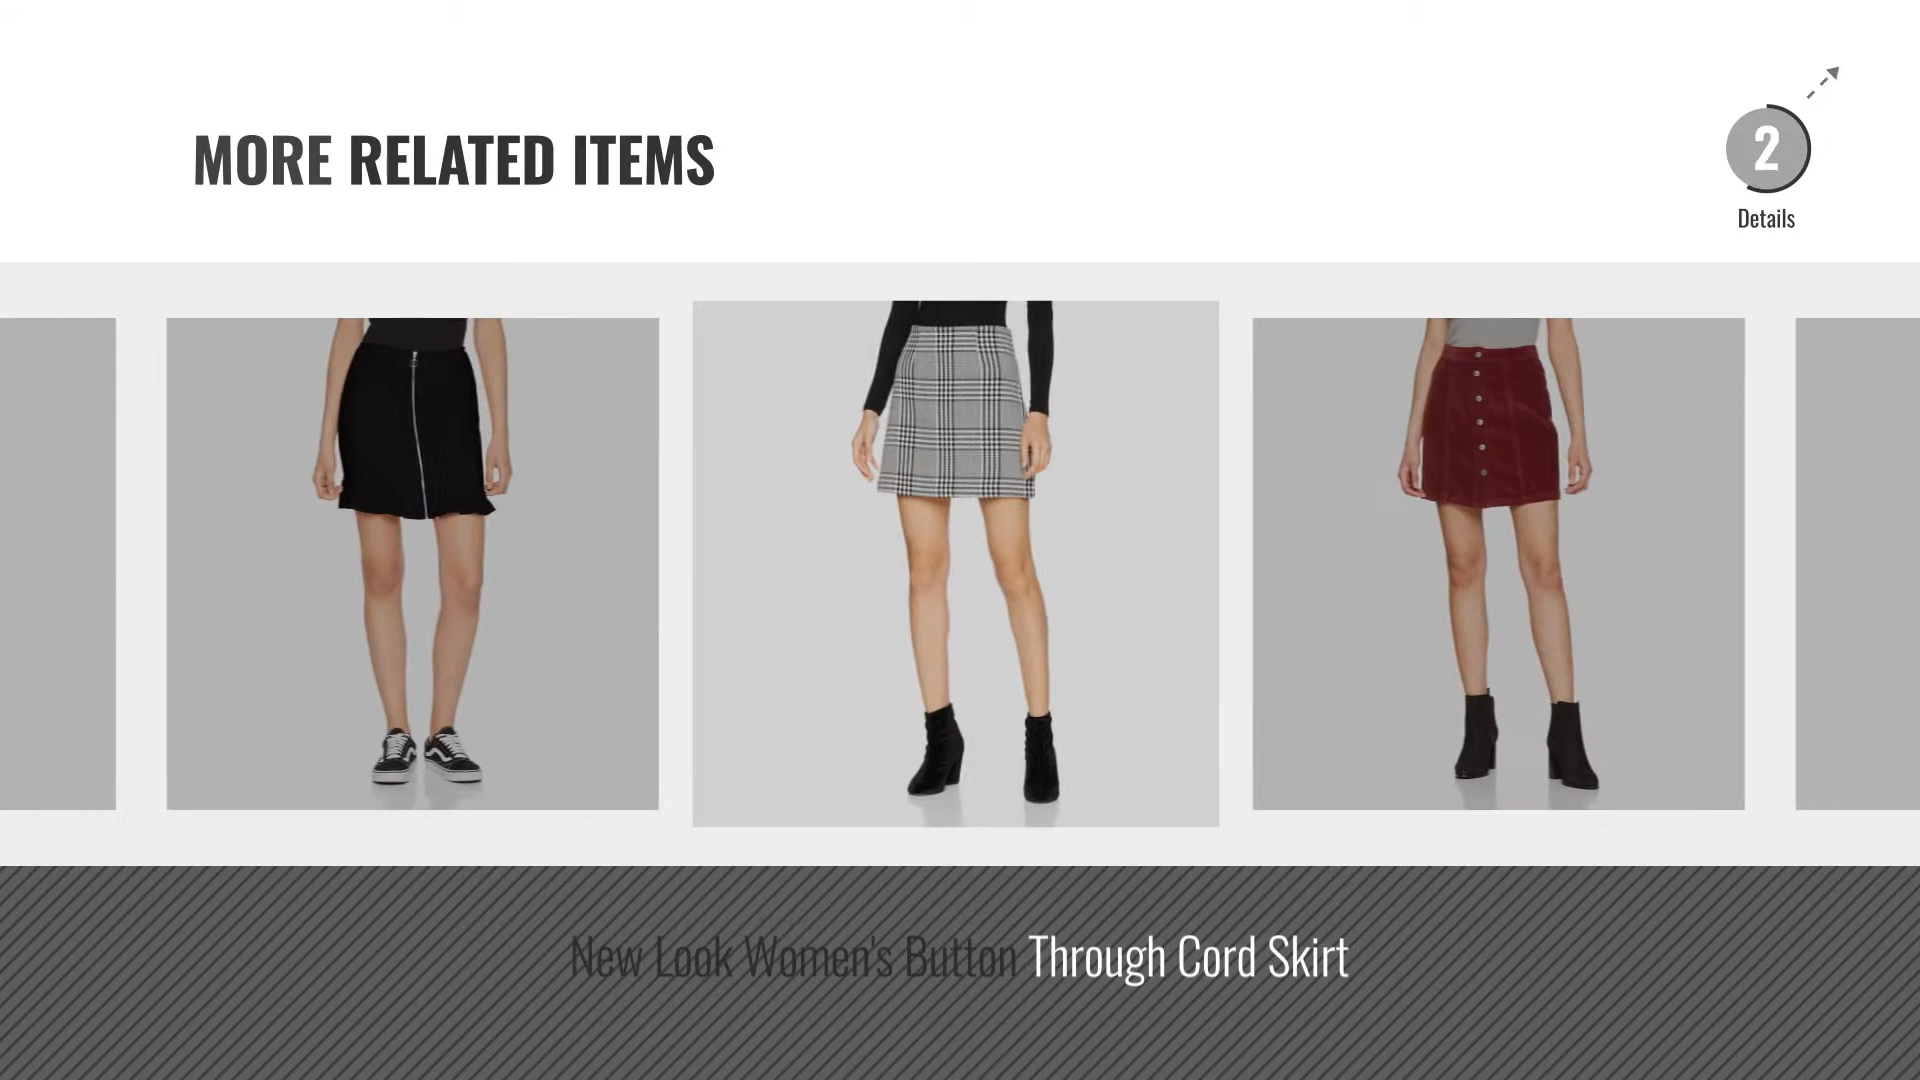 MORE RELATED ITEMS
2
Details
New Look Women's Button Through Cord Skirt